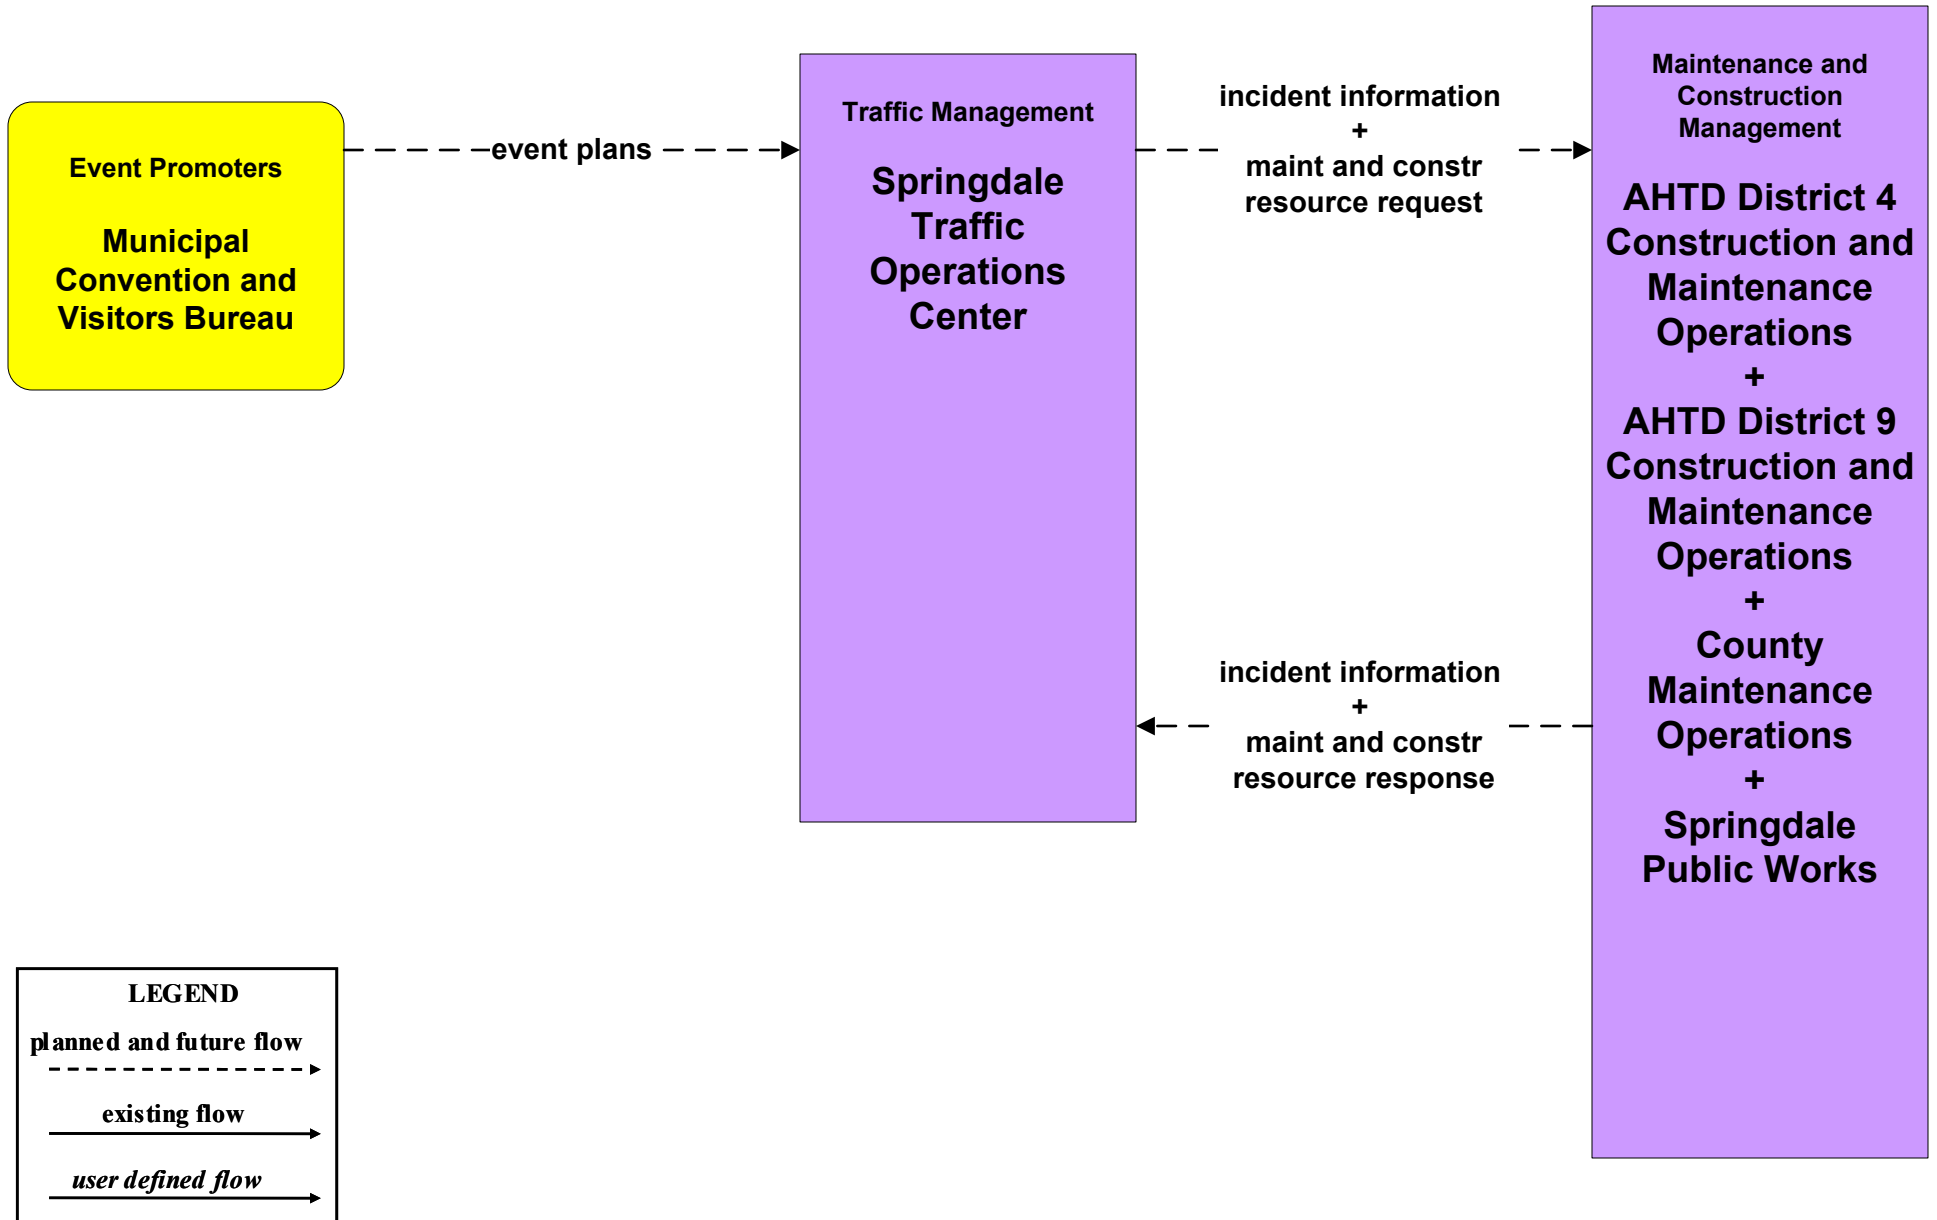 Event Promoters
Municipal
Convention and
Visitors Bureau
event plans
Traffic Management
Springdale
Traffic
Operations
Center
incident information
+
maint and constr
resource request
incident information
+
maint and constr
resource response
Maintenance and
Construction
Management
AHTD District 4
Construction and
Maintenance
Operations
+
AHTD District 9
Construction and
Maintenance
Operations
+
County
Maintenance
Operations
+
Springdale
Public Works
LEGEND
planned and future flow
existing flow
user defined flow